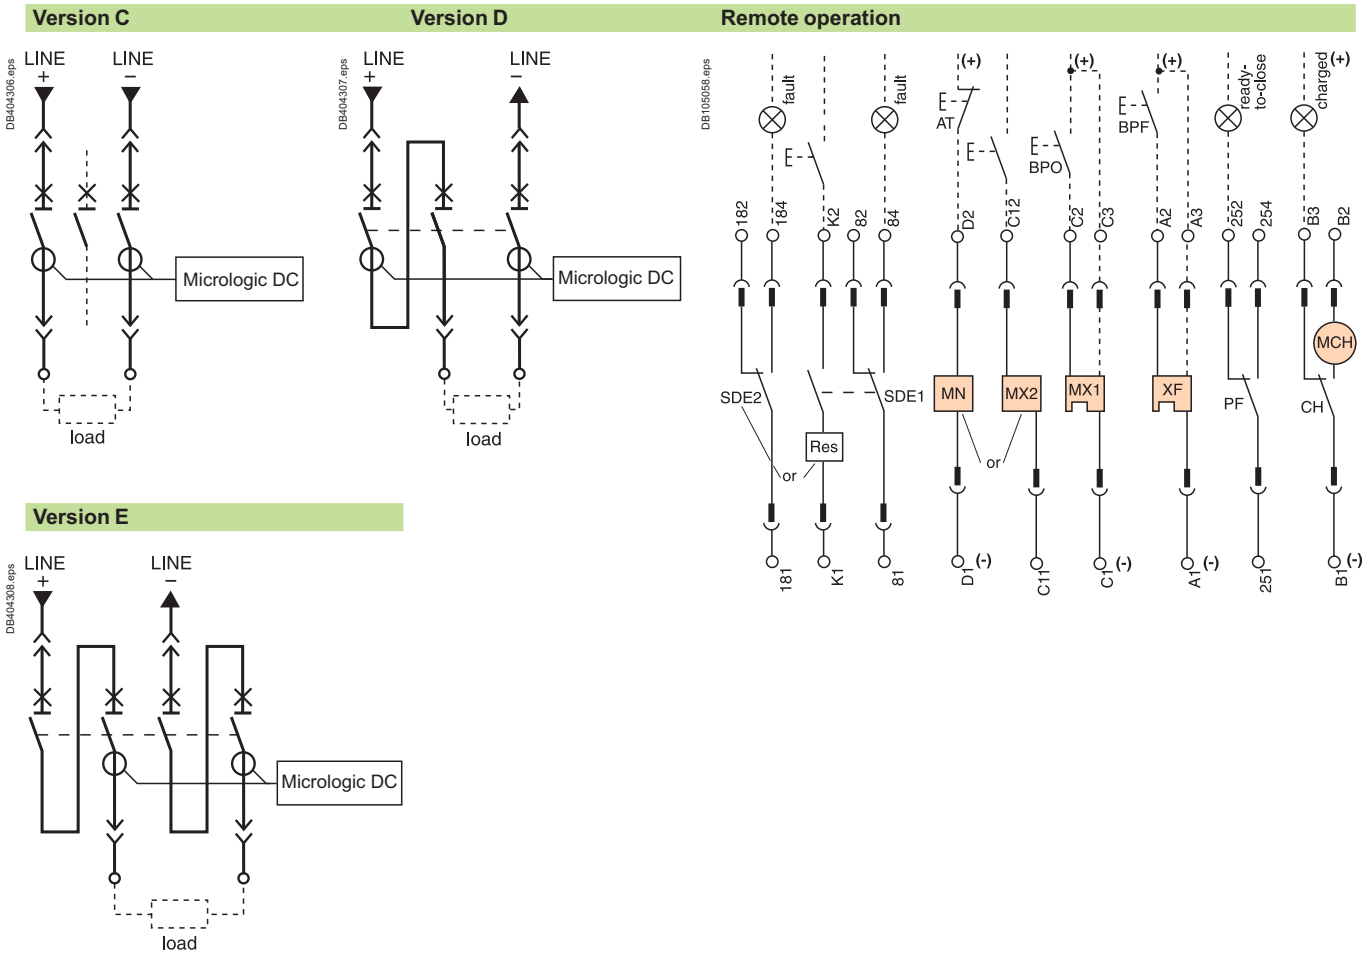 Version C
Version D
Remote operation
DB404306.eps
LINE
+
LINE
–
Micrologic DC
load
DB404307.eps
LINE
+
LINE
–
Micrologic DC
load
DB105058.eps
fault
fault
(+)
AT
(+)
BPO
(+)
BPF
ready-
to-close
charged
(+)
182
184
K2
82
84
D2
C12
C2
C3
A2
A3
252
254
B3
B2
MCH
SDE2
SDE1
MN
MX2
MX1
XF
PF
CH
Res
or
or
181
K1
81
D1
(-)
C11
C1
(-)
A1
(-)
251
B1
(-)
Version E
DB404308.eps
LINE
+
LINE
–
Micrologic DC
load